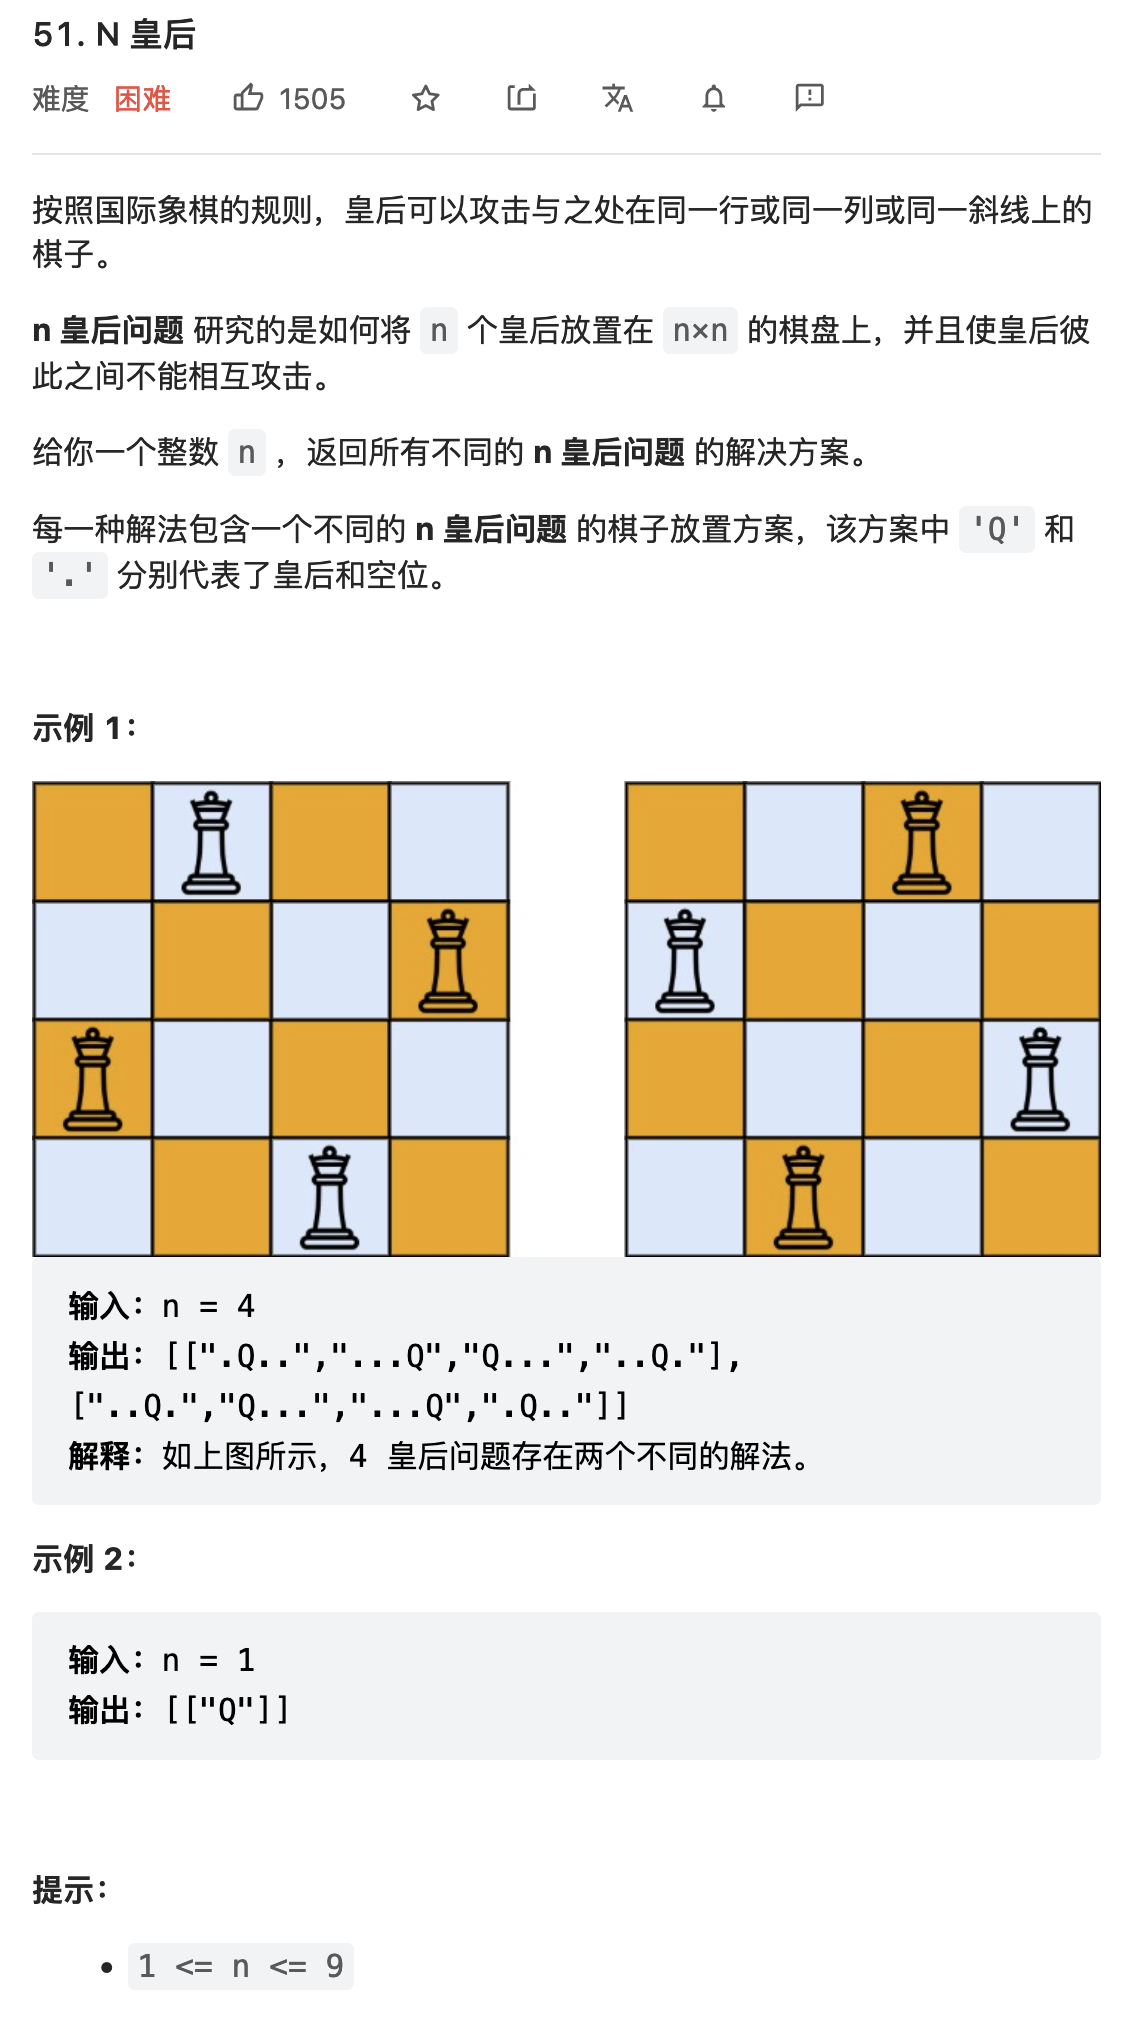 51. N 皇后
难度 困难 1505
按照国际象棋的规则，皇后可以攻击与之处在同一行或同一列或同一斜线上的
棋子。
n 皇后问题 研究的是如何将 n 个皇后放置在 n×n 的棋盘上，并且使皇后彼
此之间不能相互攻击。
给你一个整数 n ，返回所有不同的 n 皇后问题 的解决方案。
每一种解法包含一个不同的 n 皇后问题 的棋子放置方案，该方案中 'Q' 和
'.' 分别代表了皇后和空位。
示例 1：
输入：n = 4
输出：[[".Q..","...Q","Q...","..Q."],
["..Q.","Q...","...Q",".Q.."]]
解释：如上图所示，4 皇后问题存在两个不同的解法。
示例 2：
输入：n = 1
输出：[["Q"]]
提示：
• 1 <= n <= 9